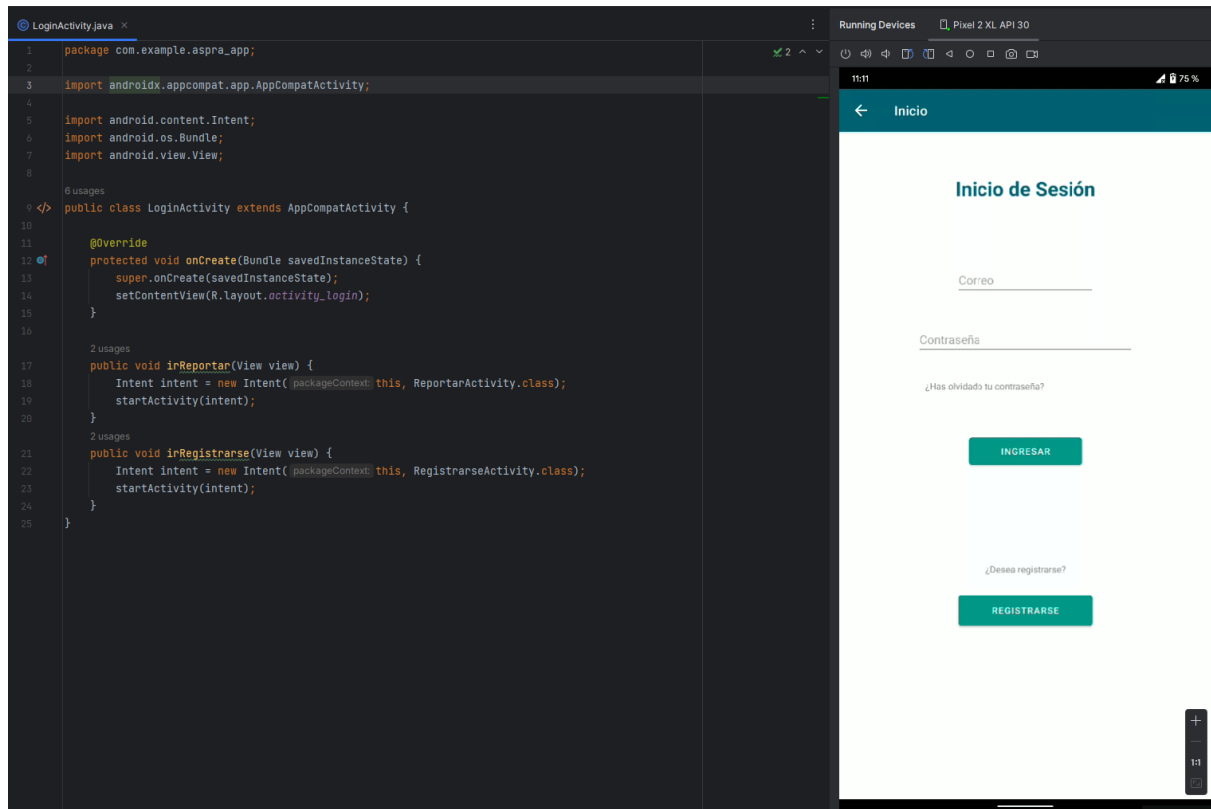 LoginActivity.java
1 package com.example.aspra_app;
2
3 import androidx.appcompat.app.AppCompatActivity;
4
5 import android.content.Intent;
6 import android.os.Bundle;
7 import android.view.View;
8
6 usages
9 public class LoginActivity extends AppCompatActivity {
10
11 @Override
12 protected void onCreate(Bundle savedInstanceState) {
13 super.onCreate(savedInstanceState);
14 setContentView(R.layout.activity_login);
15 }
16
2 usages
17 public void irReportar(View view) {
18 Intent intent = new Intent( packageContext: this, ReportarActivity.class);
19 startActivity(intent);
20 }
2 usages
21 public void irRegistrarse(View view) {
22 Intent intent = new Intent( packageContext: this, RegistrarseActivity.class);
23 startActivity(intent);
24 }
25 }
2
Running Devices Pixel 2 XL API 30
11:11 75 %
Inicio
Inicio de Sesión
Correo
Contraseña
¿Has olvidado tu contraseña?
INGRESAR
¿Desea registrarse?
REGISTRARSE
1:1